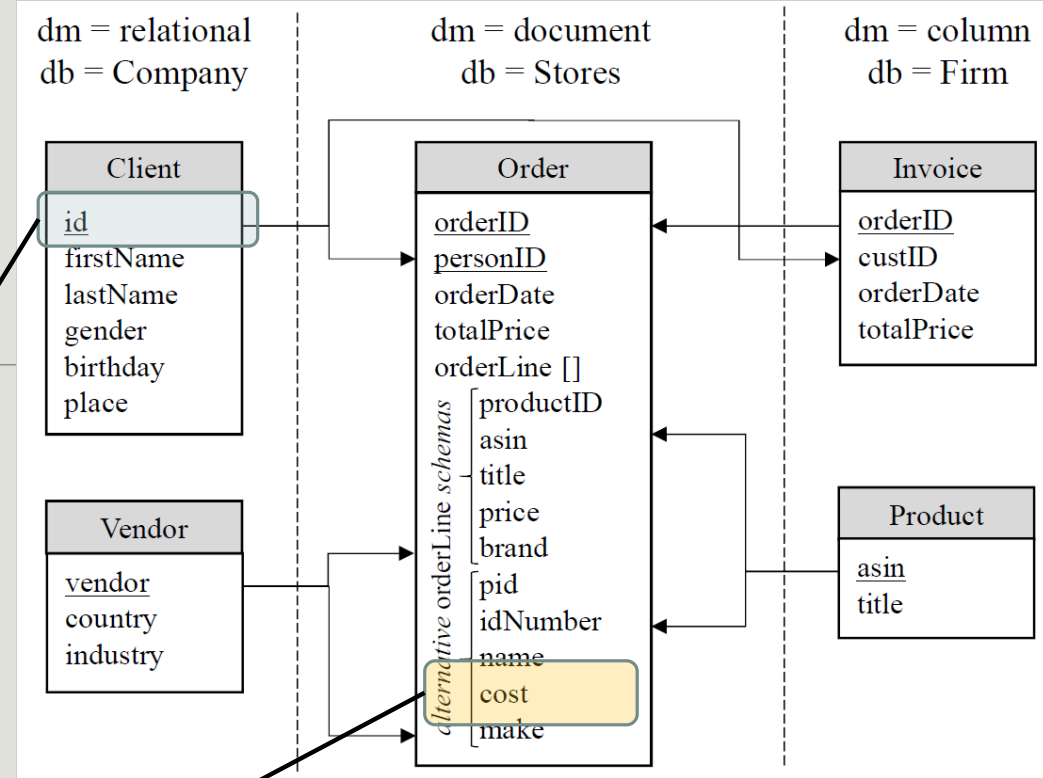 dm = relational
db = Company
dm = document
db = Stores
dm = column
db = Firm
Client
id
firstName
lastName
gender
birthday
place
Vendor
vendor
country
industry
Order
orderID
personID
orderDate
totalPrice
orderLine []
alternative orderLine schemas
productID
asin
title
price
brand
pid
idNumber
name
cost
make
Invoice
orderID
custID
orderDate
totalPrice
Product
asin
title